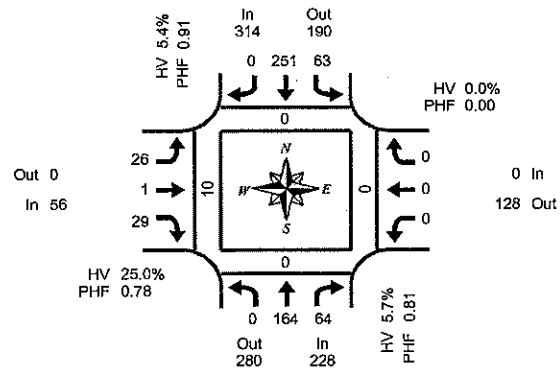 In Out
314 190
HV 5.4%
PHF 0.91
0 251 63
HV 0.0%
PHF 0.00
0
26
1
29
10
N
W E
S
0
0
0
0
Out 0
In 56
0 In
128 Out
0
HV 25.0%
PHF 0.78
0 164 64
Out In
280 228
HV 5.7%
PHF 0.81